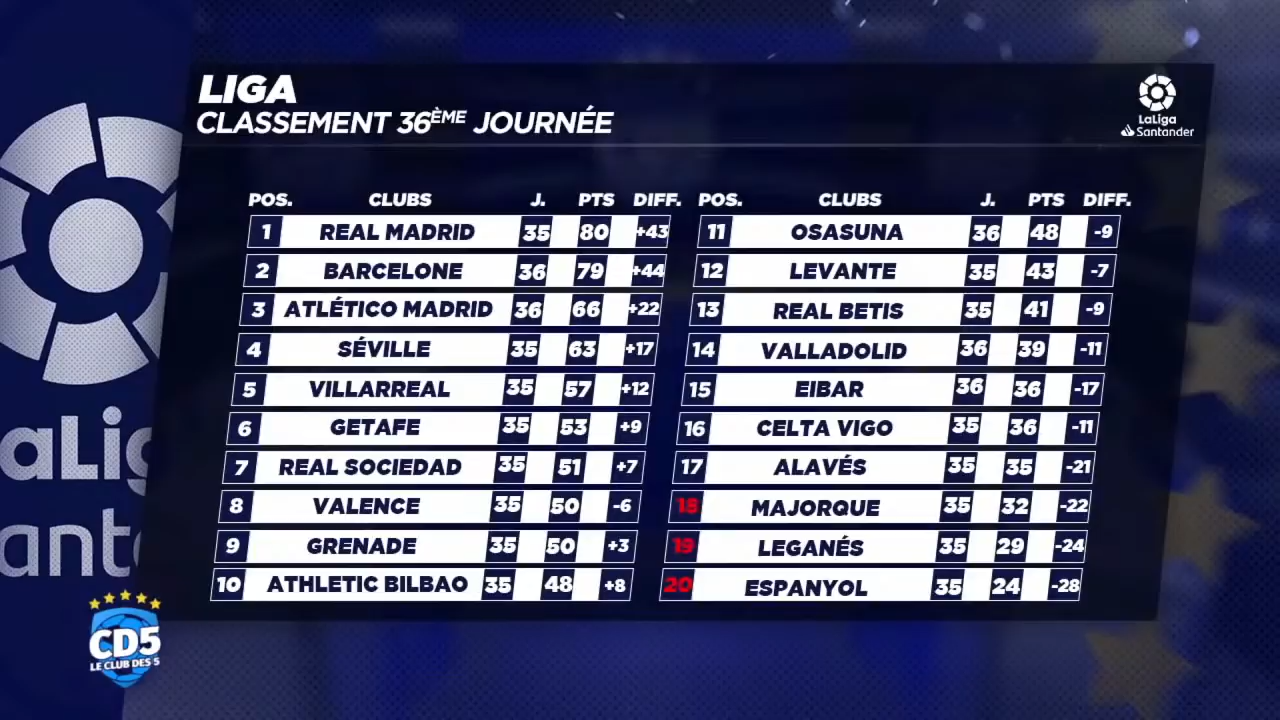 LIGA
CLASSEMENT 36ÈME JOURNÉE
LaLiga
Santander
POS. CLUBS J. PTS DIFF.
1 REAL MADRID 35 80 +43
2 BARCELONE 36 79 +44
3 ATLÉTICO MADRID 36 66 +22
4 SÉVILLE 35 63 +17
5 VILLARREAL 35 57 +12
6 GETAFE 35 53 +9
7 REAL SOCIEDAD 35 51 +7
8 VALENCE 35 50 -6
9 GRENADE 35 50 +3
10 ATHLETIC BILBAO 35 48 +8
POS. CLUBS J. PTS DIFF.
11 OSASUNA 36 48 -9
12 LEVANTE 35 43 -7
13 REAL BETIS 35 41 -9
14 VALLADOLID 36 39 -11
15 EIBAR 36 36 -17
16 CELTA VIGO 35 36 -11
17 ALAVÉS 35 35 -21
18 MAJORQUE 35 32 -22
19 LEGANÉS 35 29 -24
20 ESPANYOL 35 24 -28
aLig
ant
CD5
LE CLUB DES 5